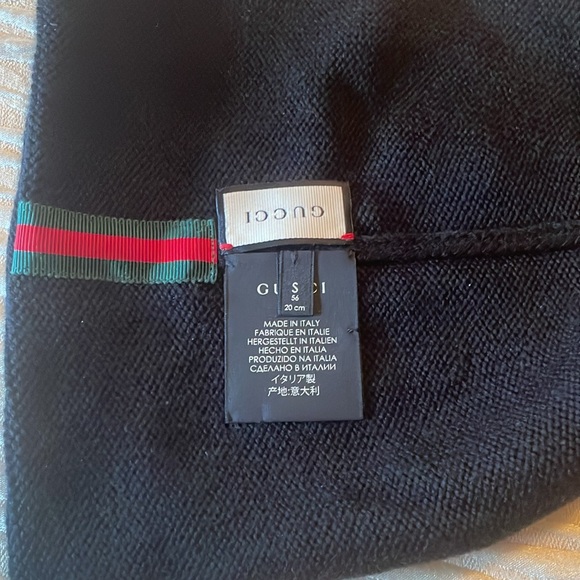 GUCCI
GUCCI
S
56
20 cm
MADE IN ITALY
FABRIQUE EN ITALIE
HERGESTELLT IN ITALIEN
HECHO EN ITALIA
PRODUZIDO NA ITALIA
СДЕЛАНО В ИТАЛИИ
イタリア製
产地:意大利